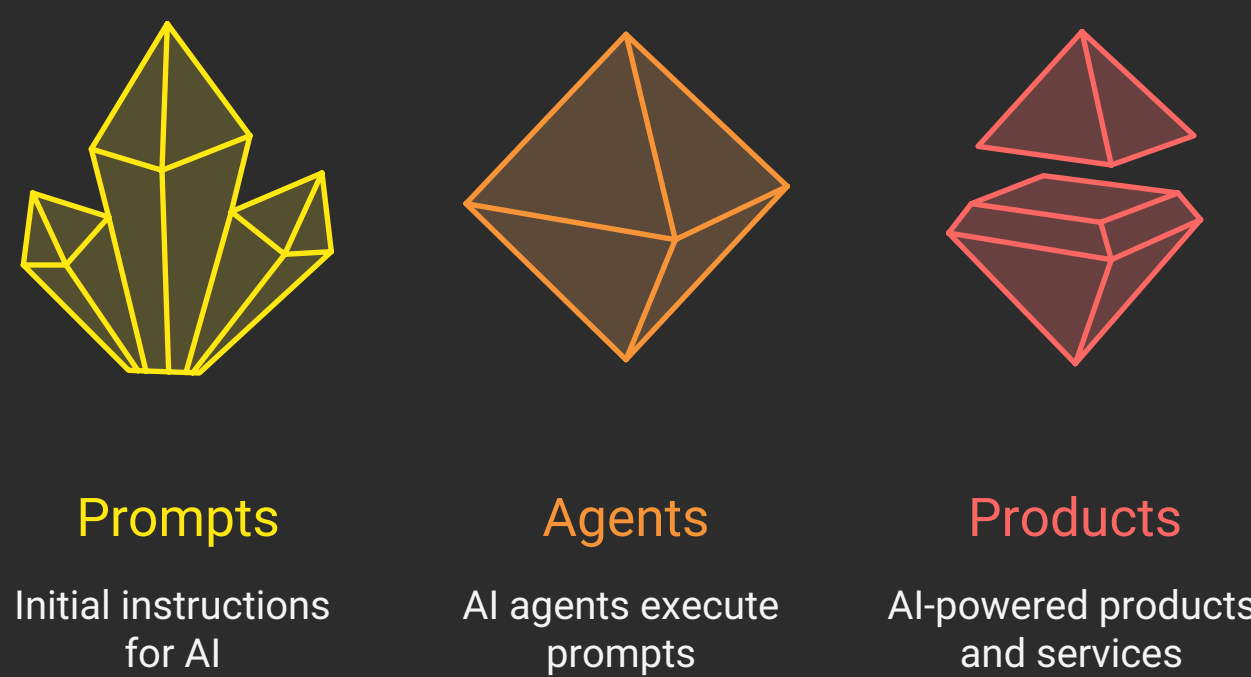 Prompts
Initial instructions
for AI
Agents
AI agents execute
prompts
Products
AI-powered products
and services